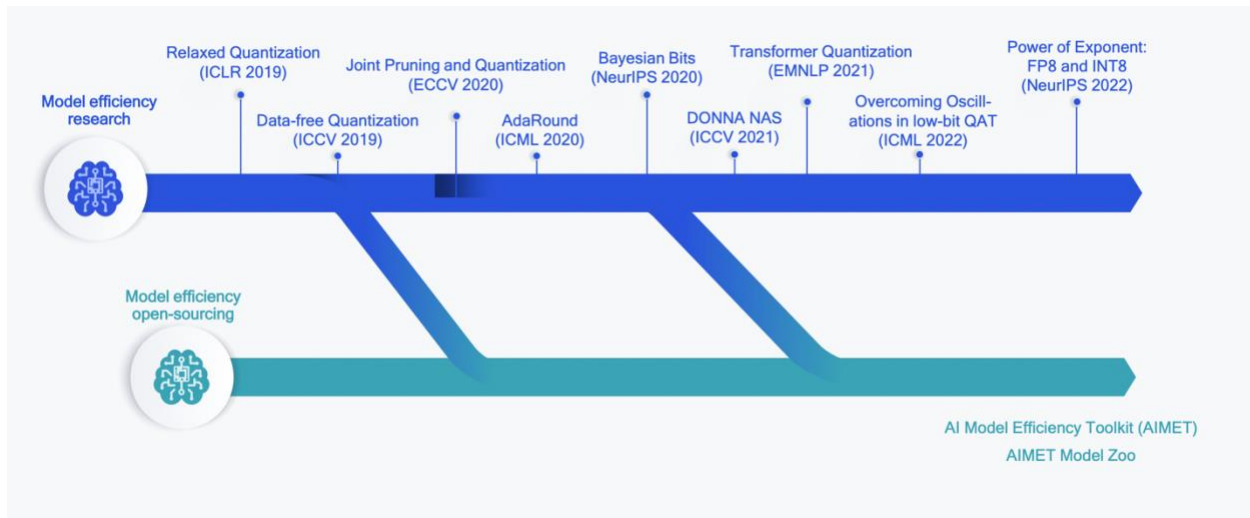 Model efficiency
research
Relaxed Quantization
(ICLR 2019)
Data-free Quantization
(ICCV 2019)
Joint Pruning and Quantization
(ECCV 2020)
AdaRound
(ICML 2020)
Bayesian Bits
(NeurIPS 2020)
DONNA NAS
(ICCV 2021)
Transformer Quantization
(EMNLP 2021)
Overcoming Oscill-
ations in low-bit QAT
(ICML 2022)
Power of Exponent:
FP8 and INT8
(NeurIPS 2022)
Model efficiency
open-sourcing
AI Model Efficiency Toolkit (AIMET)
AIMET Model Zoo